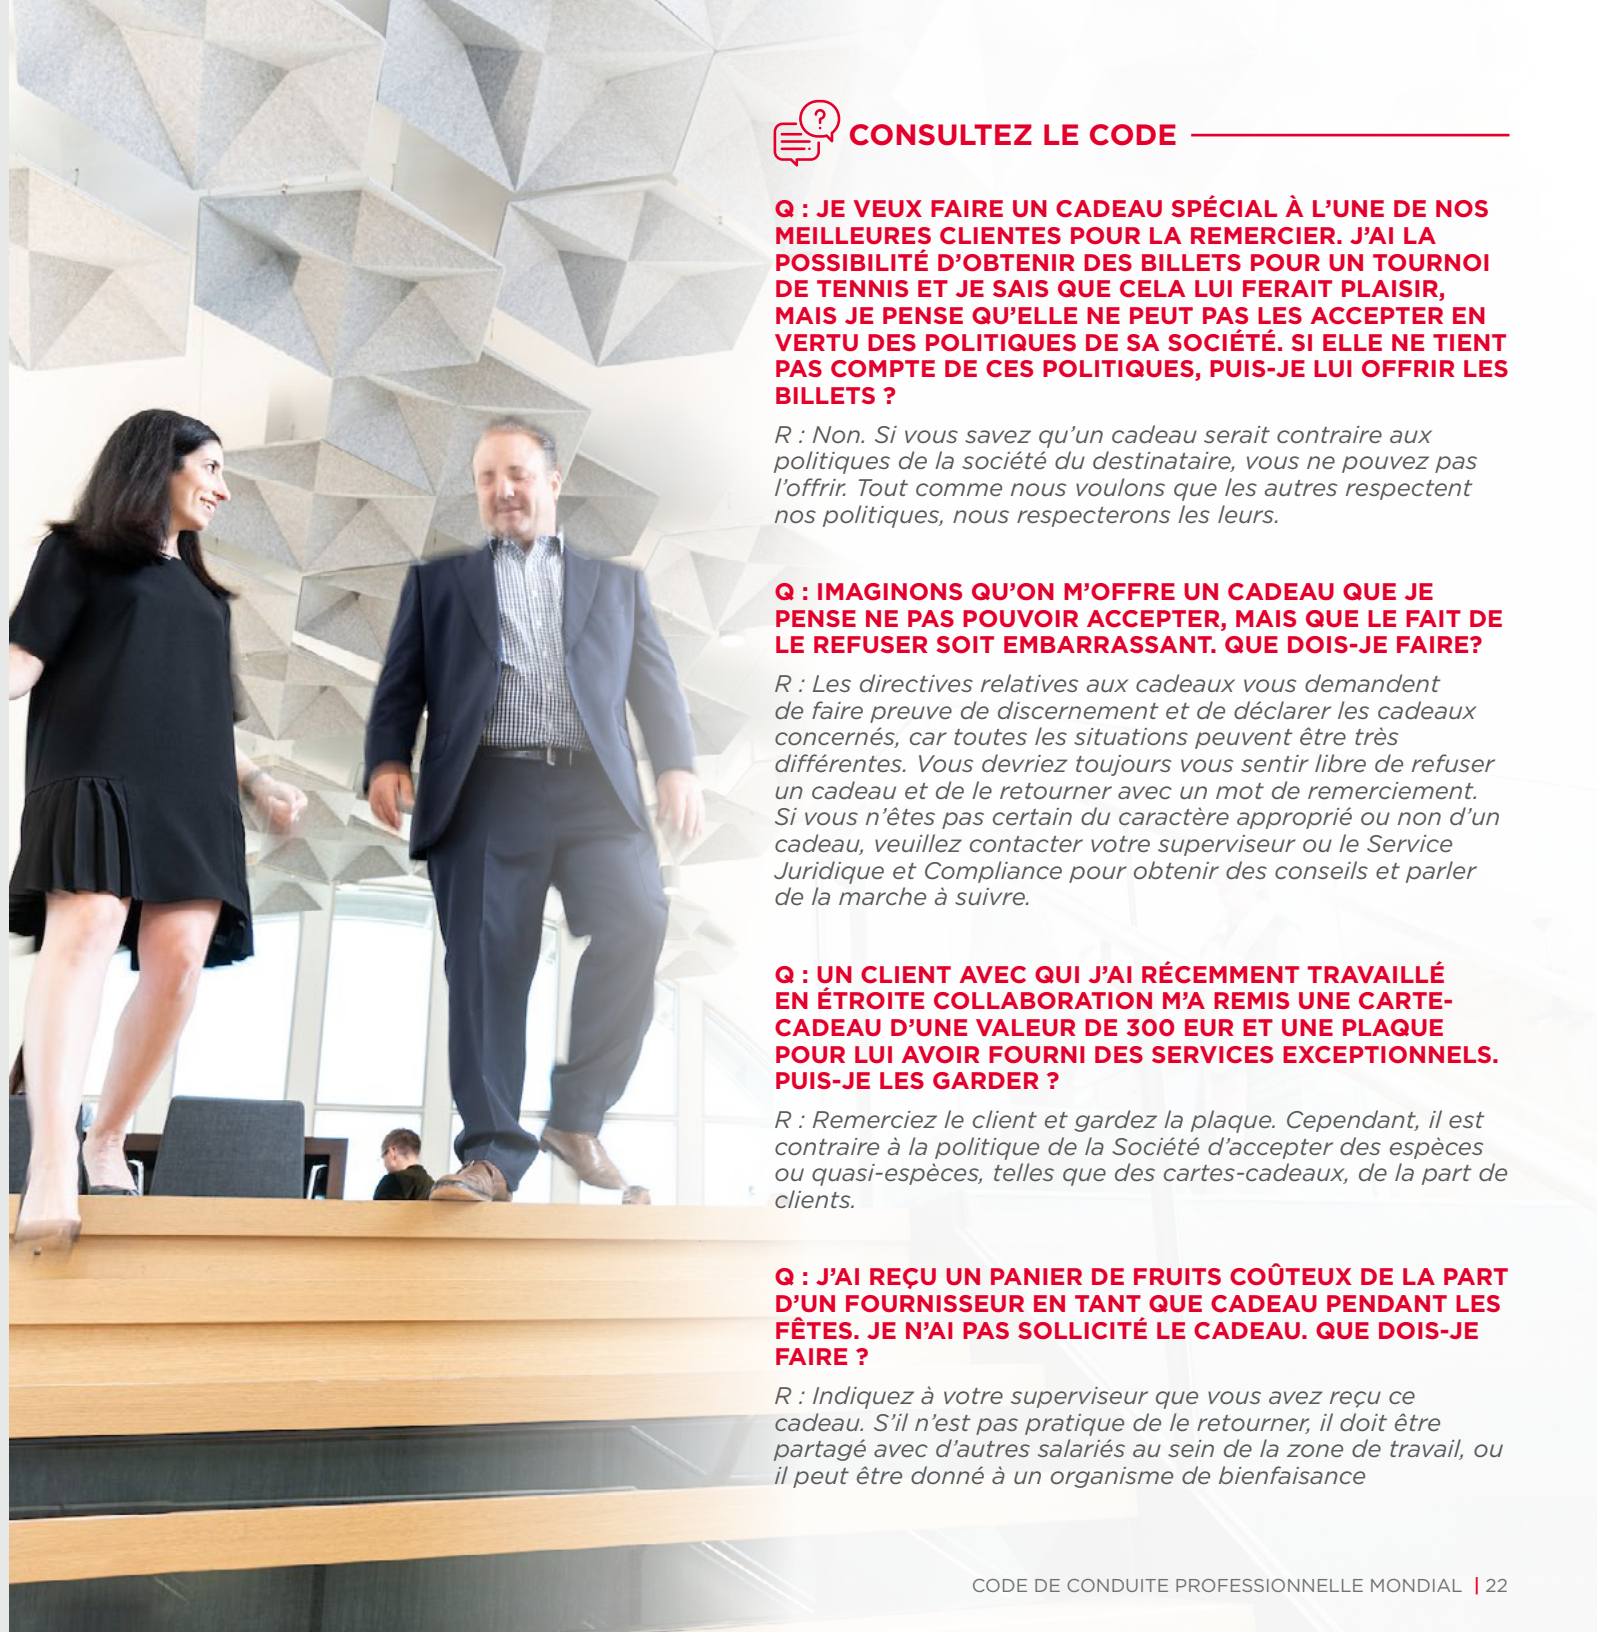 ?
CONSULTEZ LE CODE
Q : JE VEUX FAIRE UN CADEAU SPÉCIAL À L’UNE DE NOS
MEILLEURES CLIENTES POUR LA REMERCIER. J’AI LA
POSSIBILITÉ D’OBTENIR DES BILLETS POUR UN TOURNOI
DE TENNIS ET JE SAIS QUE CELA LUI FERAIT PLAISIR,
MAIS JE PENSE QU’ELLE NE PEUT PAS LES ACCEPTER EN
VERTU DES POLITIQUES DE SA SOCIÉTÉ. SI ELLE NE TIENT
PAS COMPTE DE CES POLITIQUES, PUIS-JE LUI OFFRIR LES
BILLETS ?
R : Non. Si vous savez qu’un cadeau serait contraire aux
politiques de la société du destinataire, vous ne pouvez pas
l’offrir. Tout comme nous voulons que les autres respectent
nos politiques, nous respecterons les leurs.
Q : IMAGINONS QU’ON M’OFFRE UN CADEAU QUE JE
PENSE NE PAS POUVOIR ACCEPTER, MAIS QUE LE FAIT DE
LE REFUSER SOIT EMBARRASSANT. QUE DOIS-JE FAIRE?
R : Les directives relatives aux cadeaux vous demandent
de faire preuve de discernement et de déclarer les cadeaux
concernés, car toutes les situations peuvent être très
différentes. Vous devriez toujours vous sentir libre de refuser
un cadeau et de le retourner avec un mot de remerciement.
Si vous n’êtes pas certain du caractère approprié ou non d’un
cadeau, veuillez contacter votre superviseur ou le Service
Juridique et Compliance pour obtenir des conseils et parler
de la marche à suivre.
Q : UN CLIENT AVEC QUI J’AI RÉCEMMENT TRAVAILLÉ
EN ÉTROITE COLLABORATION M’A REMIS UNE CARTE-
CADEAU D’UNE VALEUR DE 300 EUR ET UNE PLAQUE
POUR LUI AVOIR FOURNI DES SERVICES EXCEPTIONNELS.
PUIS-JE LES GARDER ?
R : Remerciez le client et gardez la plaque. Cependant, il est
contraire à la politique de la Société d’accepter des espèces
ou quasi-espèces, telles que des cartes-cadeaux, de la part de
clients.
Q : J’AI REÇU UN PANIER DE FRUITS COÛTEUX DE LA PART
D’UN FOURNISSEUR EN TANT QUE CADEAU PENDANT LES
FÊTES. JE N’AI PAS SOLLICITÉ LE CADEAU. QUE DOIS-JE
FAIRE ?
R : Indiquez à votre superviseur que vous avez reçu ce
cadeau. S’il n’est pas pratique de le retourner, il doit être
partagé avec d’autres salariés au sein de la zone de travail, ou
il peut être donné à un organisme de bienfaisance
CODE DE CONDUITE PROFESSIONNELLE MONDIAL | 22